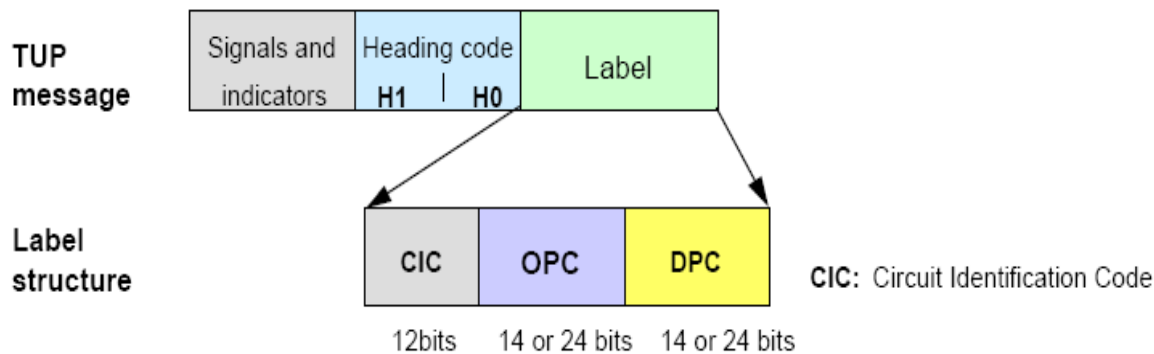 TUP
message
Signals and
indicators
Heading code
H1 | H0
Label
Label
structure
CIC
OPC
DPC
CIC: Circuit Identification Code
12bits
14 or 24 bits
14 or 24 bits